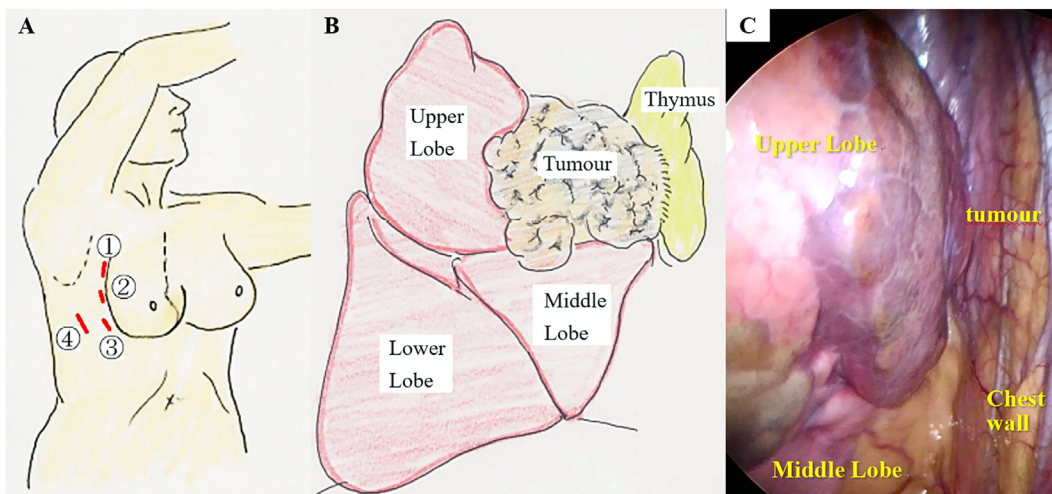 A
①
②
③
④
B
Upper
Lobe
Tumour
Thymus
Middle
Lobe
Lower
Lobe
C
Upper Lobe
tumour
Chest
wall
Middle Lobe